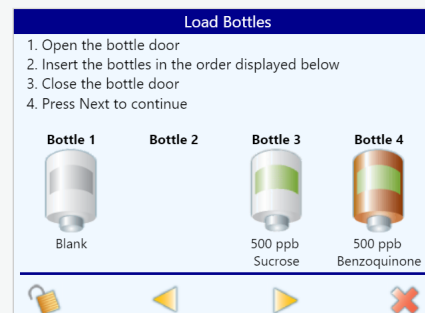 Load Bottles
1. Open the bottle door
2. Insert the bottles in the order displayed below
3. Close the bottle door
4. Press Next to continue
Bottle 1 Bottle 2 Bottle 3 Bottle 4
Blank 500 ppb 500 ppb
Sucrose Benzoquinone